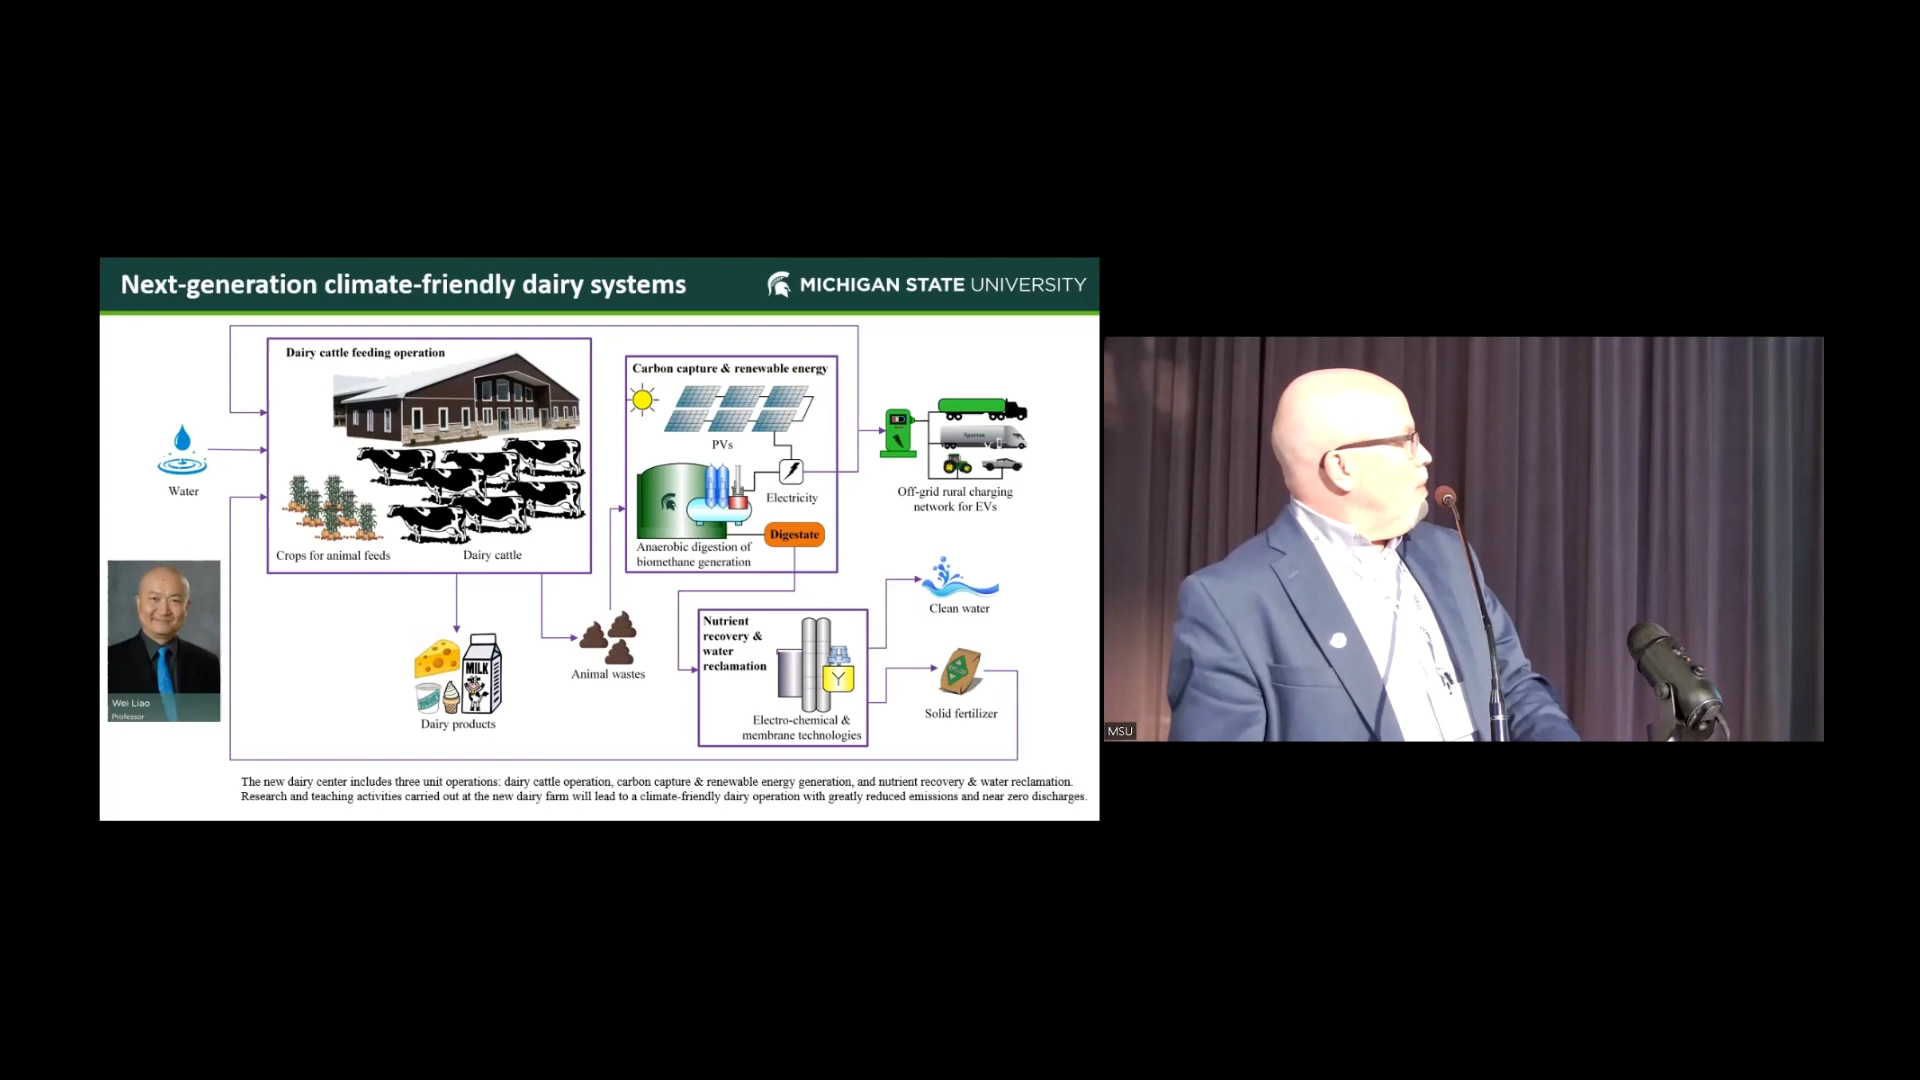 Next-generation climate-friendly dairy systems
MICHIGAN STATE UNIVERSITY
Dairy cattle feeding operation
Carbon capture & renewable energy
PVs
Spartan
Water
Electricity
Off-grid rural charging
network for EVs
Digestate
Crops for animal feeds
Dairy cattle
Anaerobic digestion of
biomethane generation
Clean water
Nutrient
recovery &
water
reclamation
MILK
Animal wastes
Y
Wei Liao
Professor
Dairy products
Electro-chemical &
membrane technologies
Solid fertilizer
MSU
The new dairy center includes three unit operations: dairy cattle operation, carbon capture & renewable energy generation, and nutrient recovery & water reclamation.
Research and teaching activities carried out at the new dairy farm will lead to a climate-friendly dairy operation with greatly reduced emissions and near zero discharges.